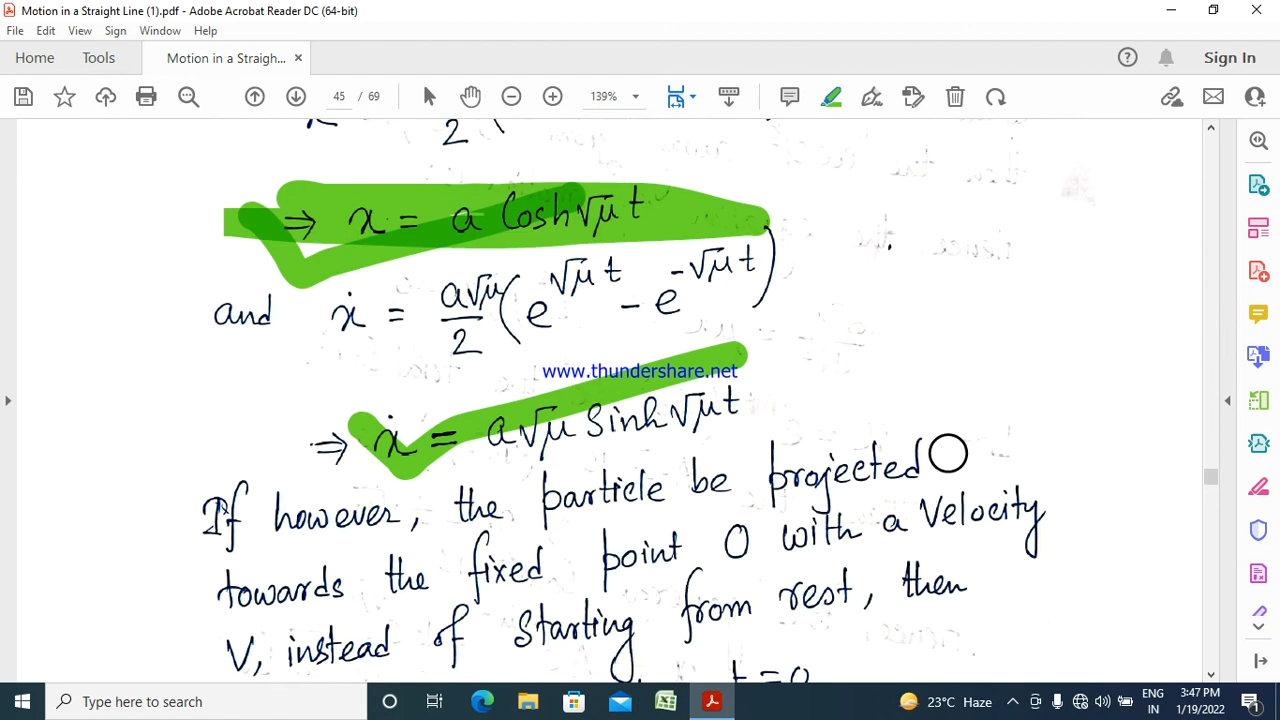 Motion in a Straight Line (1).pdf - Adobe Acrobat Reader DC (64-bit)
File Edit View Sign Window Help
Home Tools Motion in a Straigh... × Sign In
45 / 69 139%
2
⇒ x = a Cosh√μ t
and ẋ = a√μ/2 (e^√μ t - e^-√μ t)
www.thundershare.net
⇒ ẋ = a√μ Sinh√μ t
If however, the particle be projected
towards the fixed point O with a Velocity
V, instead of Starting from rest, then
t = 0
Type here to search
23°C Haze
ENG
IN
3:47 PM
1/19/2022
1